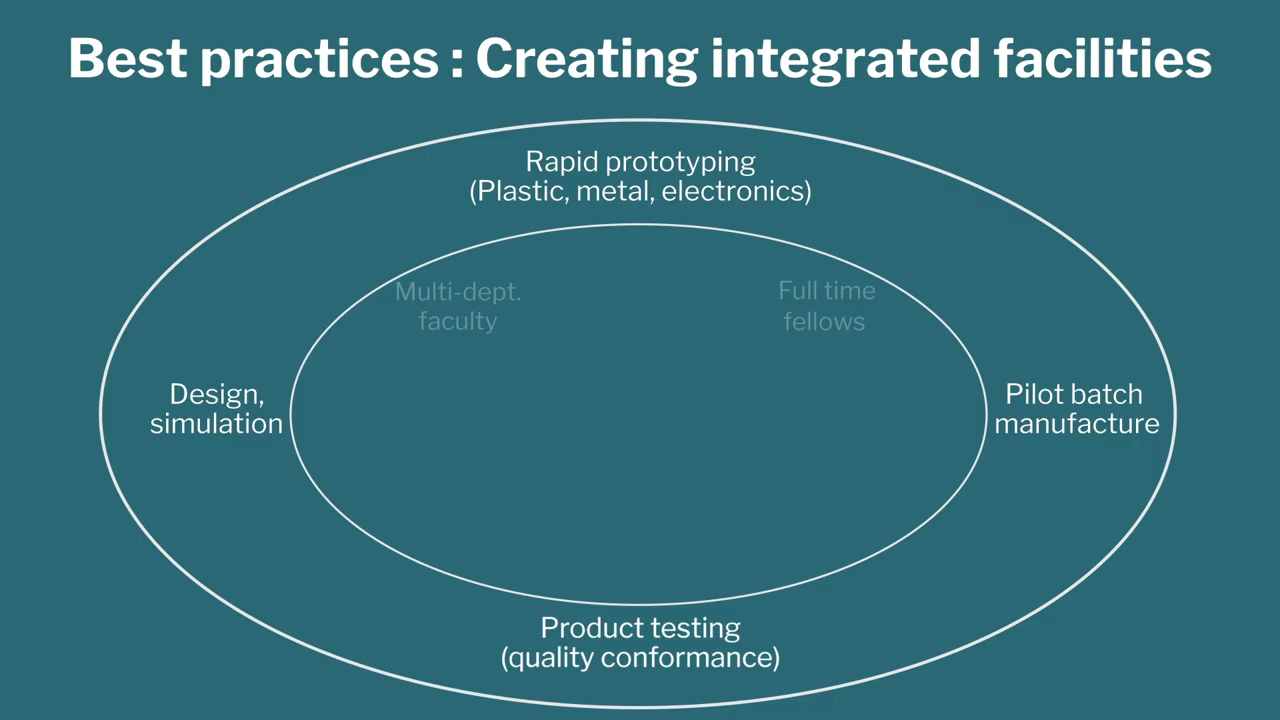 Best practices : Creating integrated facilities
Rapid prototyping
(Plastic, metal, electronics)
Multi-dept.
faculty
Full time
fellows
Design,
simulation
Pilot batch
manufacture
Product testing
(quality conformance)